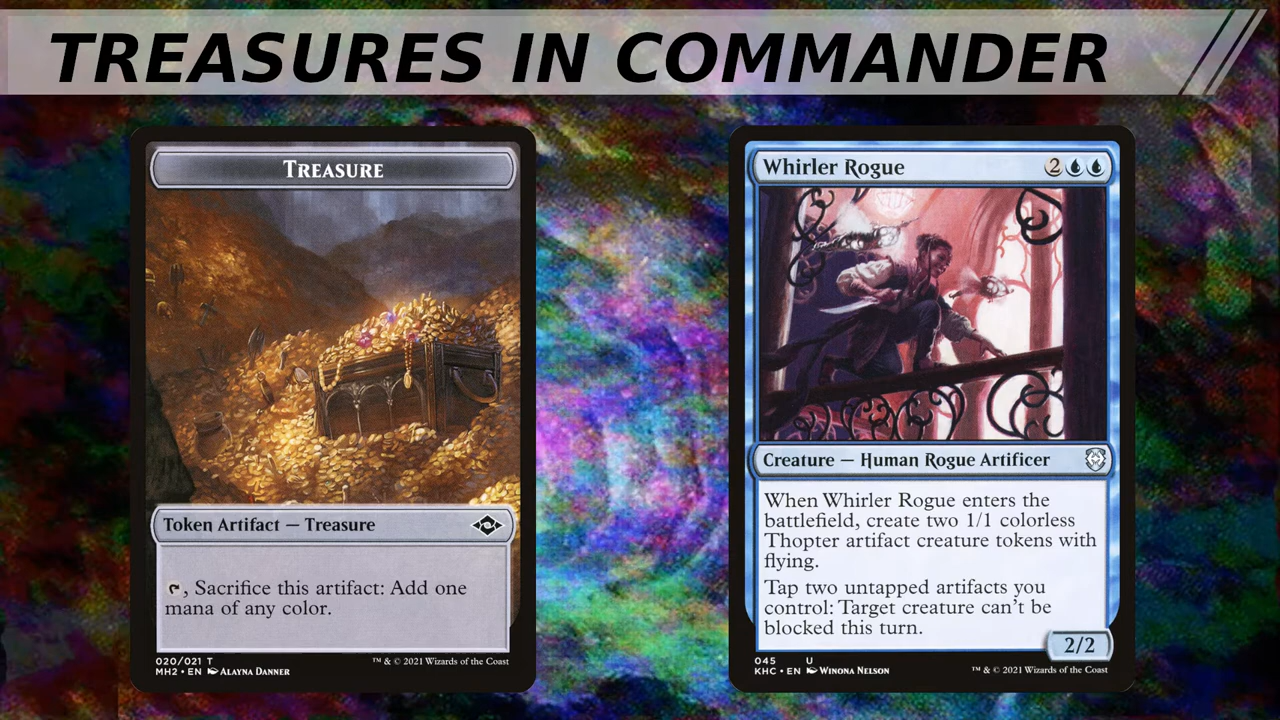 TREASURES IN COMMANDER
Treasure
Token Artifact — Treasure
, Sacrifice this artifact: Add one
mana of any color.
020/021 T
MH2 • EN Alayna Danner
™ & © 2021 Wizards of the Coast
Whirler Rogue 2
Creature — Human Rogue Artificer
When Whirler Rogue enters the
battlefield, create two 1/1 colorless
Thopter artifact creature tokens with
flying.
Tap two untapped artifacts you
control: Target creature can't be
blocked this turn.
2/2
045 U
KHC • EN Winona Nelson
™ & © 2021 Wizards of the Coast